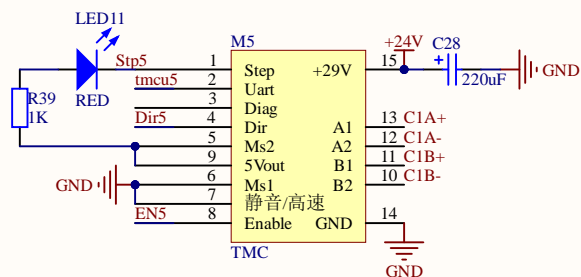 LED11
M5
+24V
C28
Stp5 1 Step +29V 15
220uF GND
tmcu5 2 Uart
R39 RED
1K
3 Diag
Dir5 4 Dir A1 13 C1A+
5 Ms2 A2 12 C1A-
9 5Vout B1 11 C1B+
GND 6 Ms1 B2 10 C1B-
7 静音/高速
EN5 8 Enable GND 14
TMC
GND